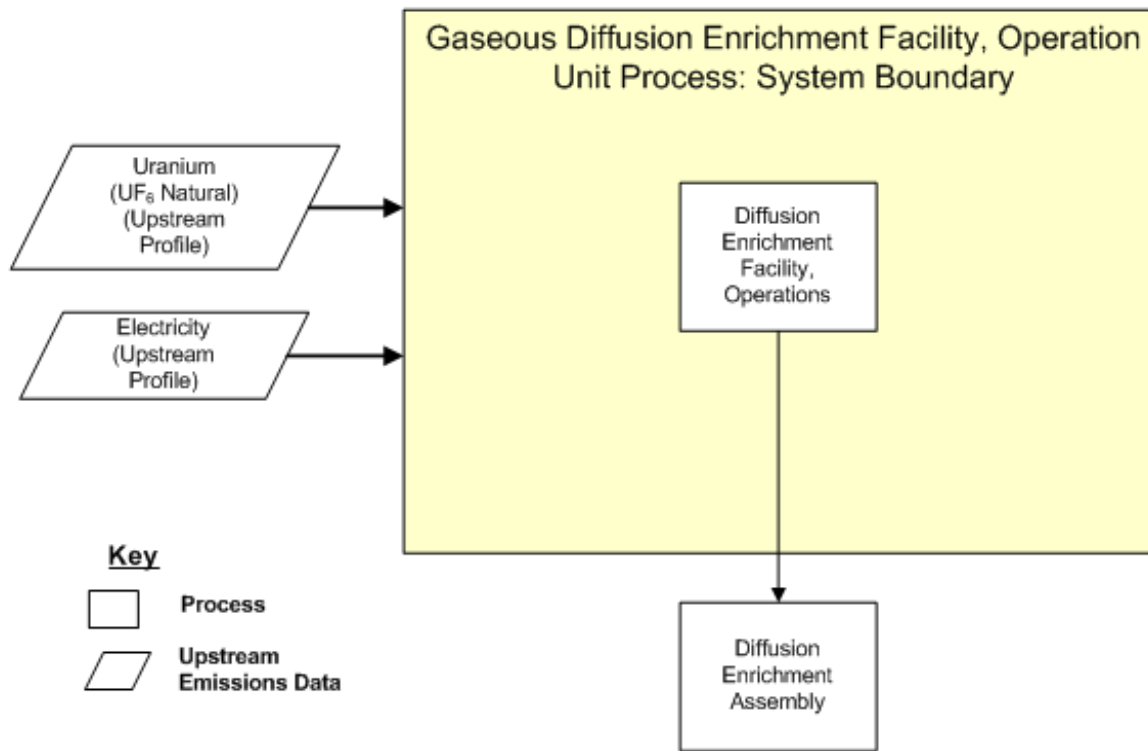 Gaseous Diffusion Enrichment Facility, Operation
Unit Process: System Boundary
Uranium
(UF₆ Natural)
(Upstream
Profile)
Electricity
(Upstream
Profile)
Diffusion
Enrichment
Facility,
Operations
Key
Process
Upstream
Emissions Data
Diffusion
Enrichment
Assembly